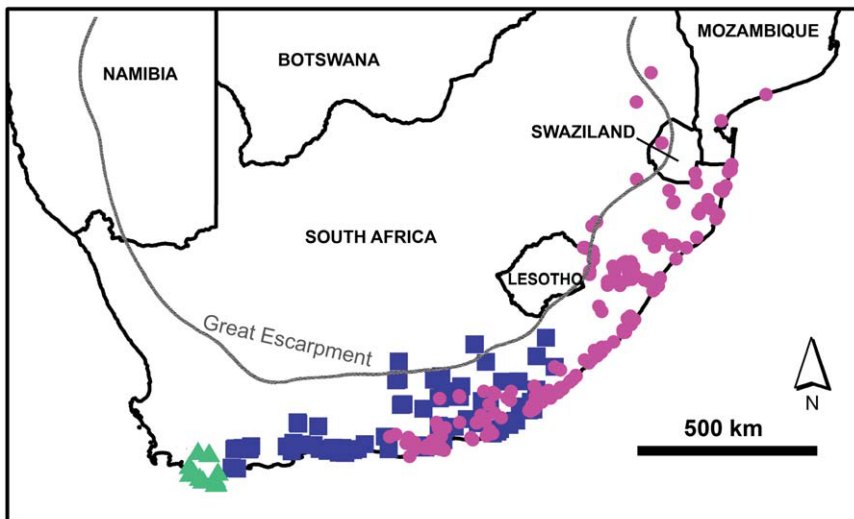 MOZAMBIQUE
BOTSWANA
NAMIBIA
SWAZILAND
SOUTH AFRICA
LESOTHO
Great Escarpment
N
500 km